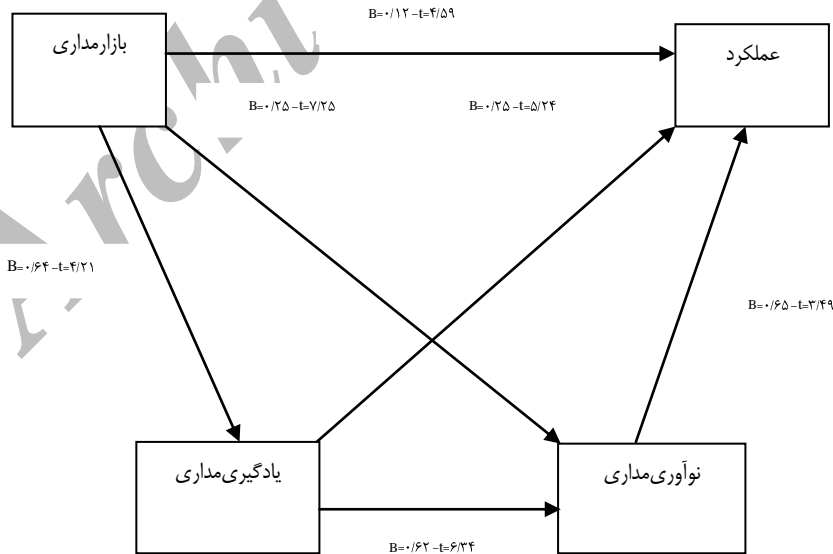 B=۰/۱۲ –t=۴/۵۹
بازارمداری
عملکرد
B=۰/۲۵ –t=۷/۲۵
B=۰/۲۵ –t=۵/۲۴
B=۰/۶۴ –t=۴/۲۱
B=۰/۶۵ –t=۳/۴۹
یادگیری‌مداری
نوآوری‌مداری
B=۰/۶۲ –t=۶/۳۴